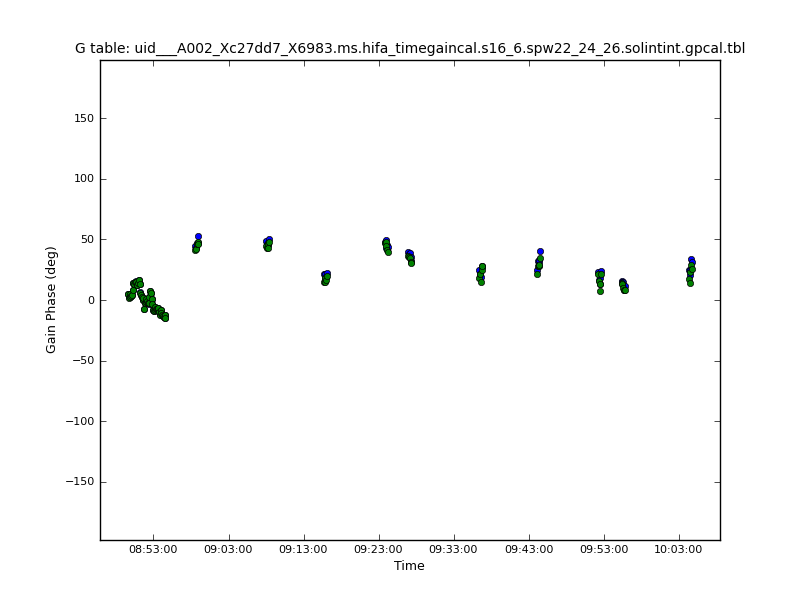 G table: uid___A002_Xc27dd7_X6983.ms.hifa_timegaincal.s16_6.spw22_24_26.solintint.gpcal.tbl
150
100
50
0
−50
−100
−150
Gain Phase (deg)
08:53:00 09:03:00 09:13:00 09:23:00 09:33:00 09:43:00 09:53:00 10:03:00
Time